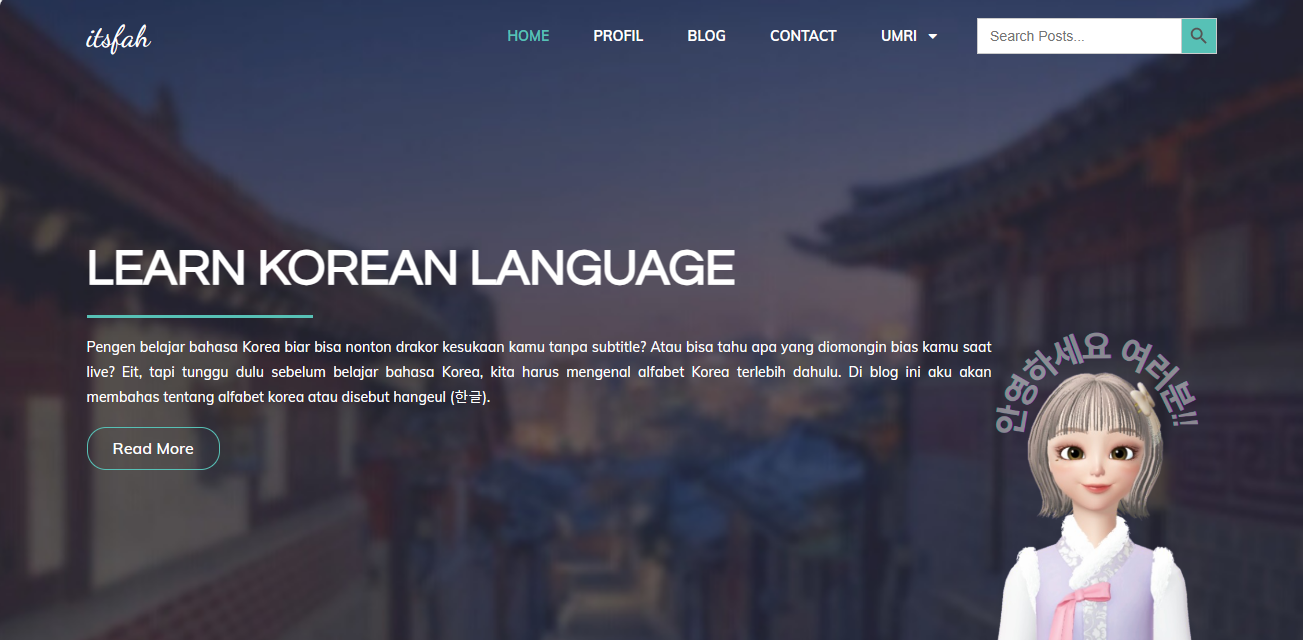 itsfah
HOME
PROFIL
BLOG
CONTACT
UMRI
Search Posts...
LEARN KOREAN LANGUAGE
Pengen belajar bahasa Korea biar bisa nonton drakor kesukaan kamu tanpa subtitle? Atau bisa tahu apa yang diomongin bias kamu saat
live? Eit, tapi tunggu dulu sebelum belajar bahasa Korea, kita harus mengenal alfabet Korea terlebih dahulu. Di blog ini aku akan
membahas tentang alfabet korea atau disebut hangeul (한글).
Read More
안영하세요 여러분!!